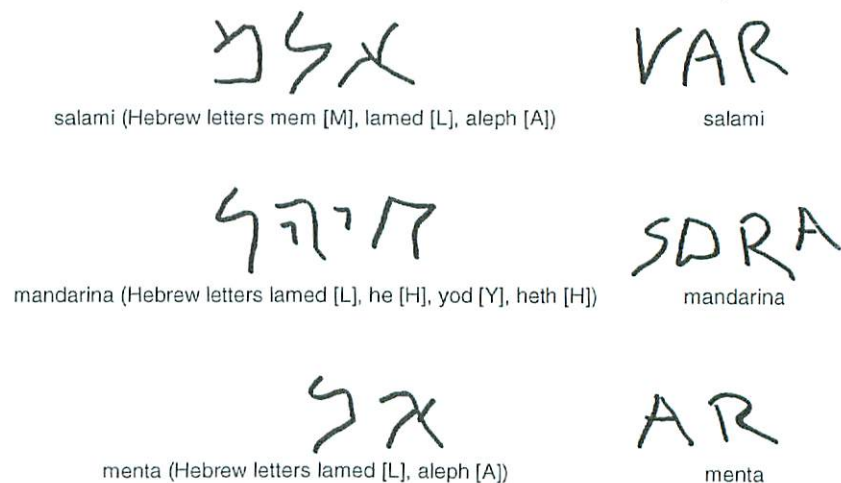 אלמ VAR
salami (Hebrew letters mem [M], lamed [L], aleph [A]) salami
חיהל SDRA
mandarina (Hebrew letters lamed [L], he [H], yod [Y], heth [H]) mandarina
אל AR
menta (Hebrew letters lamed [L], aleph [A]) menta